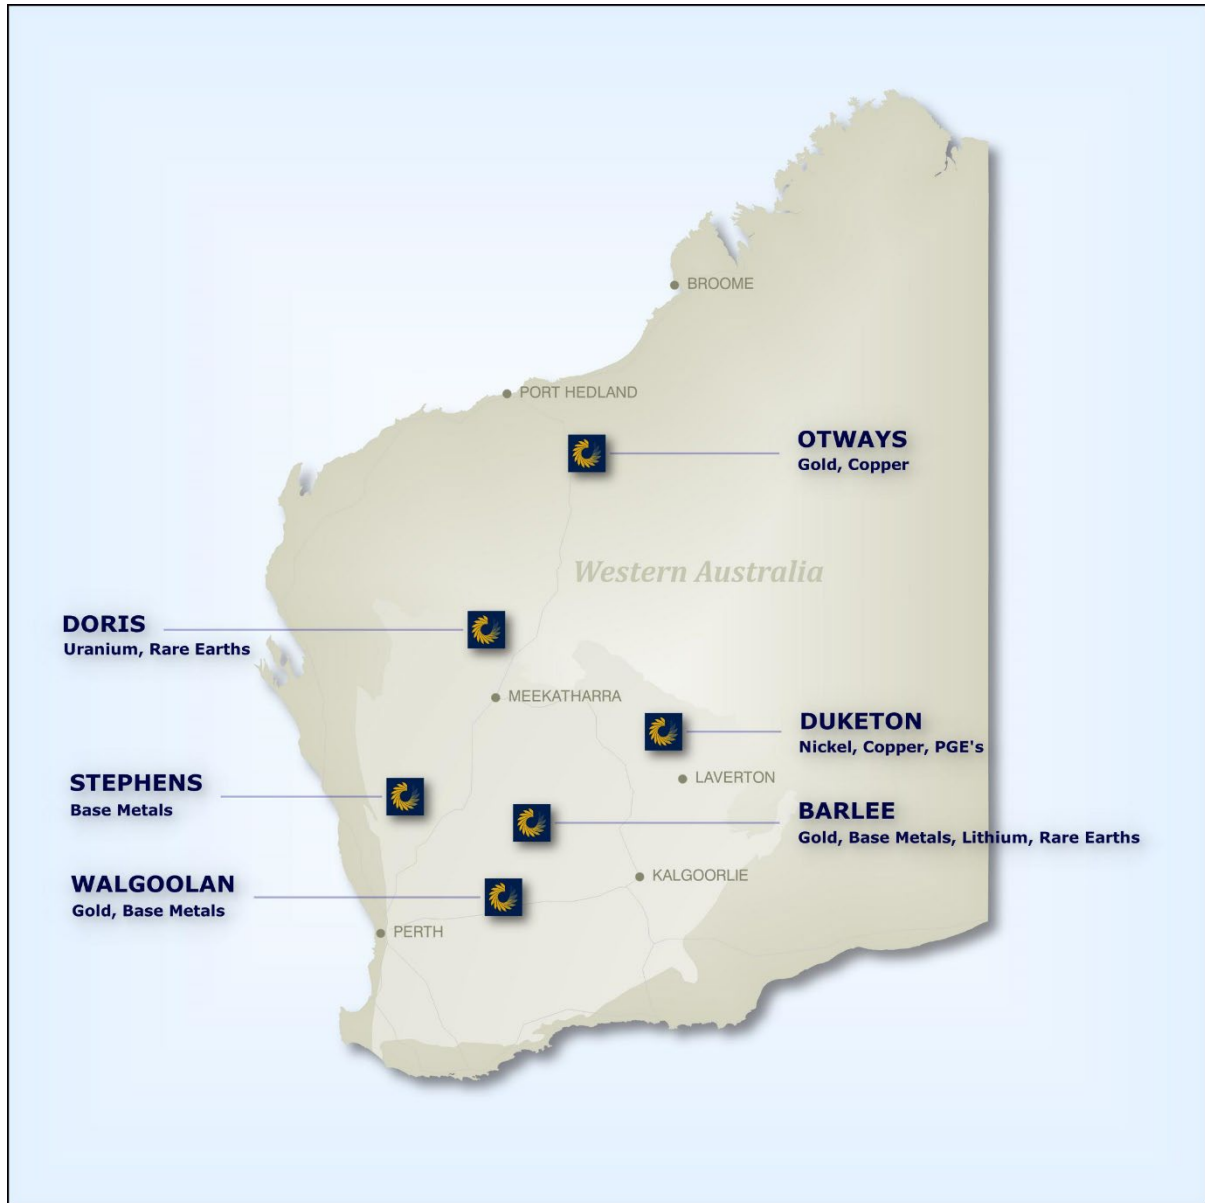 BROOME
PORT HEDLAND
OTWAYS
Gold, Copper
Western Australia
DORIS
Uranium, Rare Earths
MEEKATHARRA
DUKETON
Nickel, Copper, PGE's
LAVERTON
STEPHENS
Base Metals
BARLEE
Gold, Base Metals, Lithium, Rare Earths
KALGOORLIE
WALGOOLAN
Gold, Base Metals
PERTH